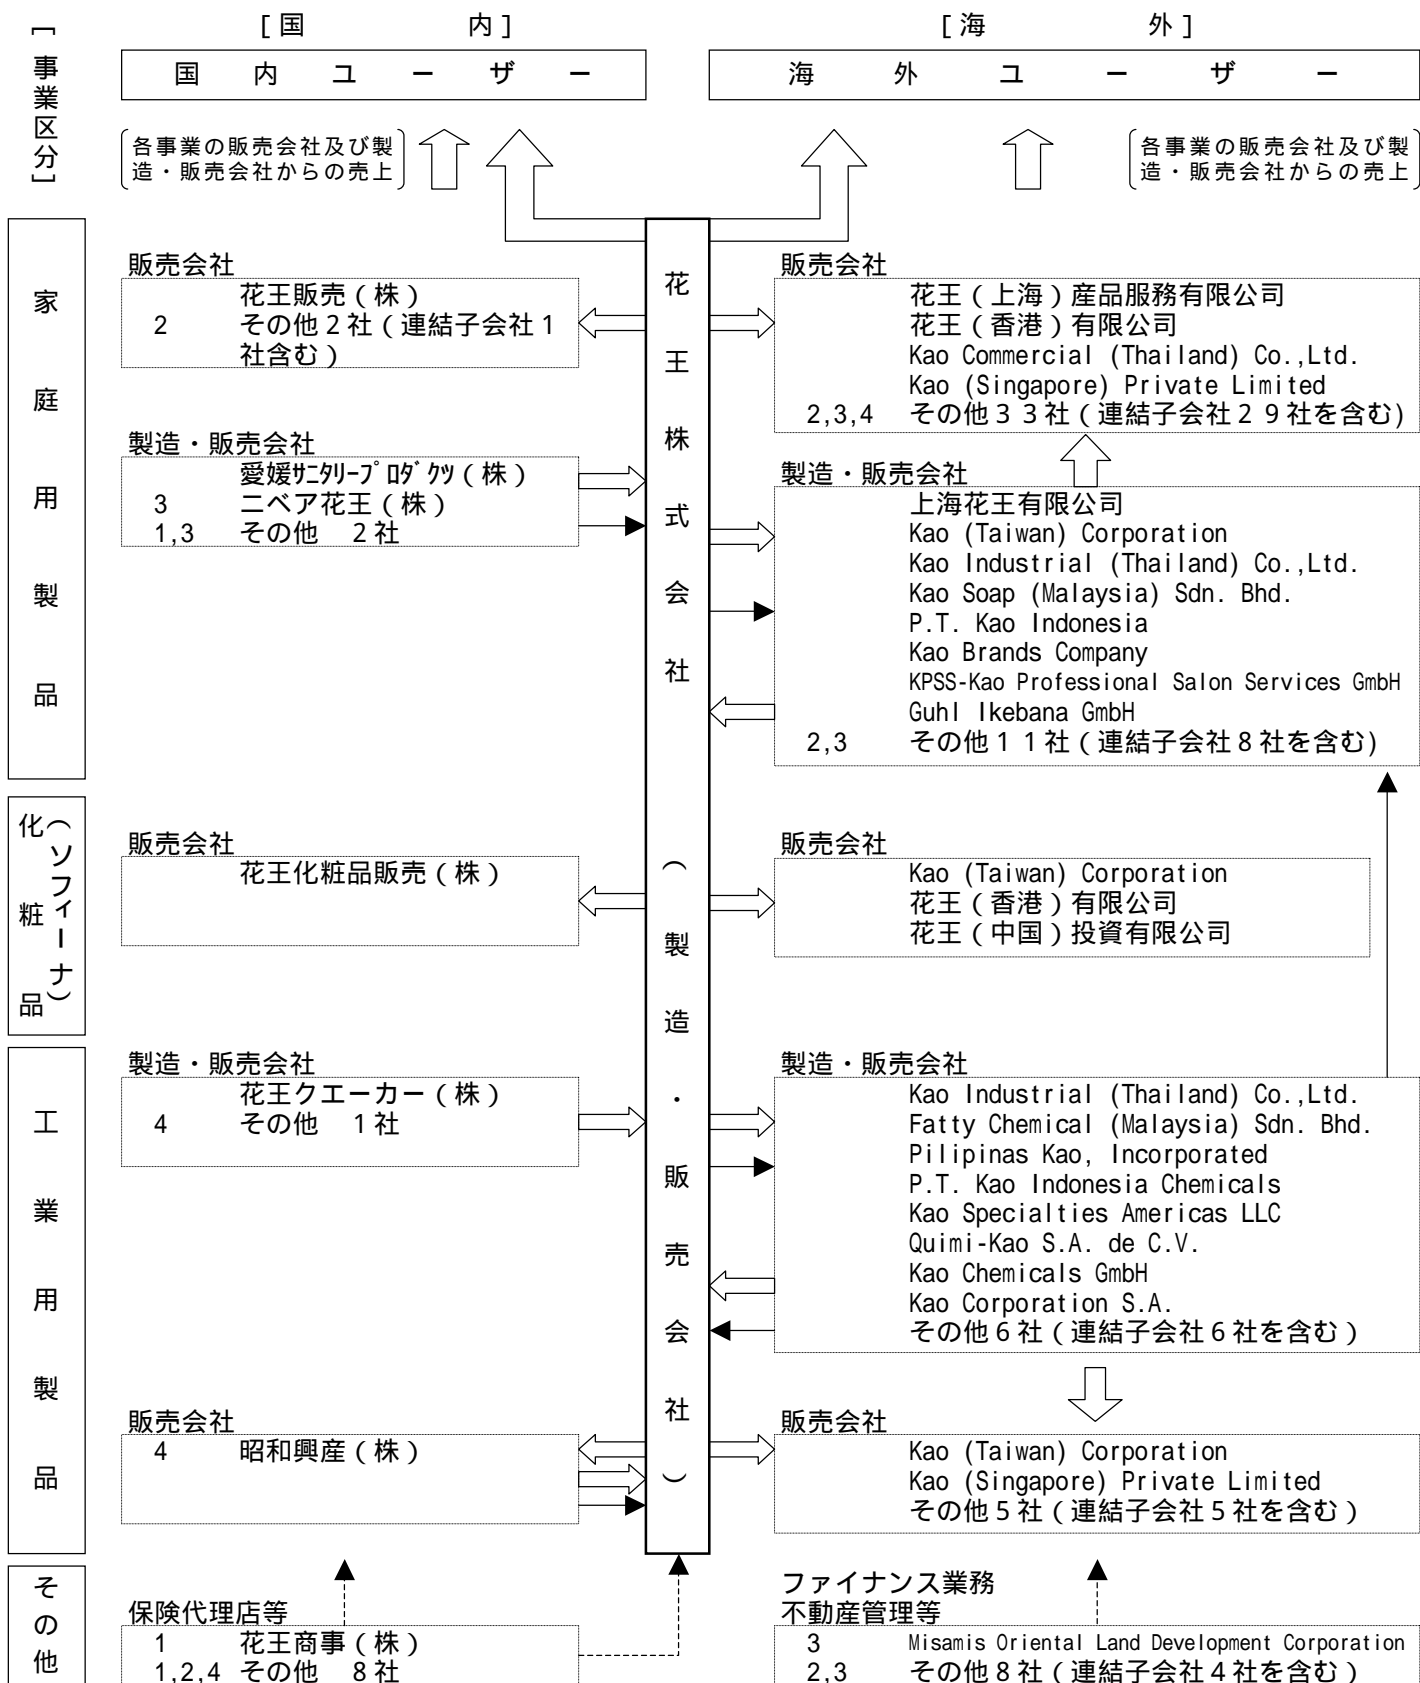 [事業区分]
[国　　内]
国内ユーザー
各事業の販売会社及び製
造・販売会社からの売上
[海　　外]
海外ユーザー
各事業の販売会社及び製
造・販売会社からの売上
花王株式会社（製造・販売会社）
家庭用製品
販売会社
花王販売（株）
2 その他２社（連結子会社１
社含む）
製造・販売会社
愛媛ｻﾆﾀﾘｰﾌﾟﾛﾀﾞｸﾂ（株）
3 ニベア花王（株）
1,3 その他　２社
販売会社
花王（上海）産品服務有限公司
花王（香港）有限公司
Kao Commercial (Thailand) Co.,Ltd.
Kao (Singapore) Private Limited
2,3,4 その他３３社（連結子会社２９社を含む)
製造・販売会社
上海花王有限公司
Kao (Taiwan) Corporation
Kao Industrial (Thailand) Co.,Ltd.
Kao Soap (Malaysia) Sdn. Bhd.
P.T. Kao Indonesia
Kao Brands Company
KPSS-Kao Professional Salon Services GmbH
Guhl Ikebana GmbH
2,3 その他１１社（連結子会社８社を含む)
化粧品
（ソフィーナ）
販売会社
花王化粧品販売（株）
販売会社
Kao (Taiwan) Corporation
花王（香港）有限公司
花王（中国）投資有限公司
工業用製品
製造・販売会社
花王クエーカー（株）
4 その他　１社
販売会社
4 昭和興産（株）
製造・販売会社
Kao Industrial (Thailand) Co.,Ltd.
Fatty Chemical (Malaysia) Sdn. Bhd.
Pilipinas Kao, Incorporated
P.T. Kao Indonesia Chemicals
Kao Specialties Americas LLC
Quimi-Kao S.A. de C.V.
Kao Chemicals GmbH
Kao Corporation S.A.
その他６社（連結子会社６社を含む）
販売会社
Kao (Taiwan) Corporation
Kao (Singapore) Private Limited
その他５社（連結子会社５社を含む）
その他
保険代理店等
1 花王商事（株）
1,2,4 その他　８社
ファイナンス業務
不動産管理等
3 Misamis Oriental Land Development Corporation
2,3 その他８社（連結子会社４社を含む）